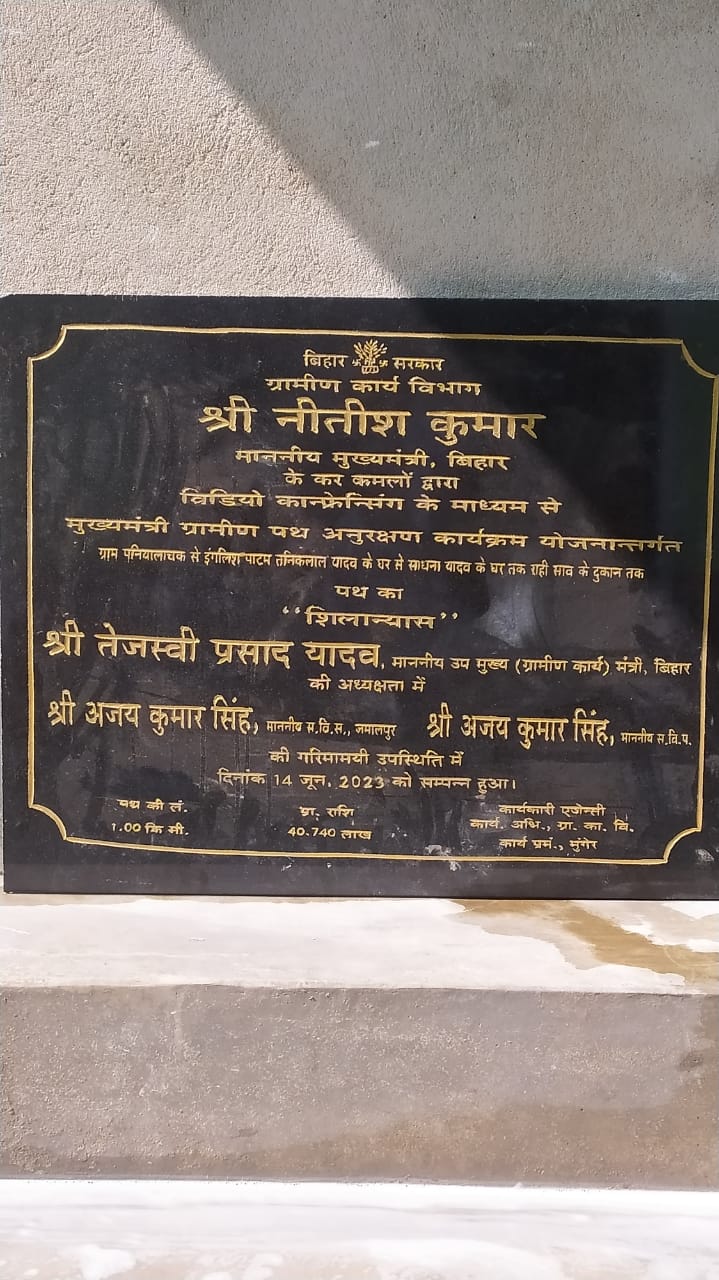 बिहार सरकार
ग्रामीण कार्य विभाग
श्री नीतीश कुमार
माननीय मुख्यमंत्री, बिहार
के कर कमलों द्वारा
विडियो कान्फ्रेन्सिंग के माध्यम से
मुख्यमंत्री ग्रामीण पथ अनुरक्षण कार्यक्रम योजनान्तर्गत
ग्राम पनियालाचक से इंगलिश पाटम तनिकलाल यादव के घर से साधना यादव के घर तक राही साव के दुकान तक
पथ का
“शिलान्यास”
श्री तेजस्वी प्रसाद यादव, माननीय उप मुख्य (ग्रामीण कार्य) मंत्री, बिहार
की अध्यक्षता में
श्री अजय कुमार सिंह, माननीय स.वि.स., जमालपुर श्री अजय कुमार सिंह, माननीय स.वि.प.
की गरिमामयी उपस्थिति में
दिनांक 14 जून, 2023 को सम्पन्न हुआ।
पथ की लं. प्रा. राशि कार्यकारी एजेन्सी
1.00 कि मी. 40.740 लाख कार्य. अभि., ग्रा. का. वि.
कार्य प्रमं., मुंगेर